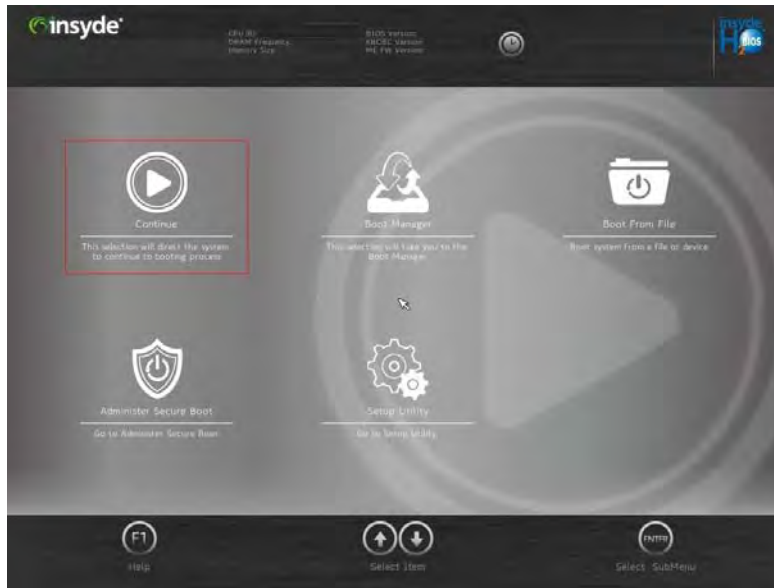 insyde
CPU ID:
DRAM Frequency
Memory Size
BIOS Version
KBC/EC Version
ME FW Version
insyde
H2O
BIOS
Continue
This selection will direct the system
to continue to booting process
Boot Manager
This selection will take you to the
Boot Manager
Boot From File
Boot system from a file or device
Administer Secure Boot
Go to Administer Secure Boot
Setup Utility
Go to Setup Utility
F1
Help
Select Item
ENTER
Select SubMenu